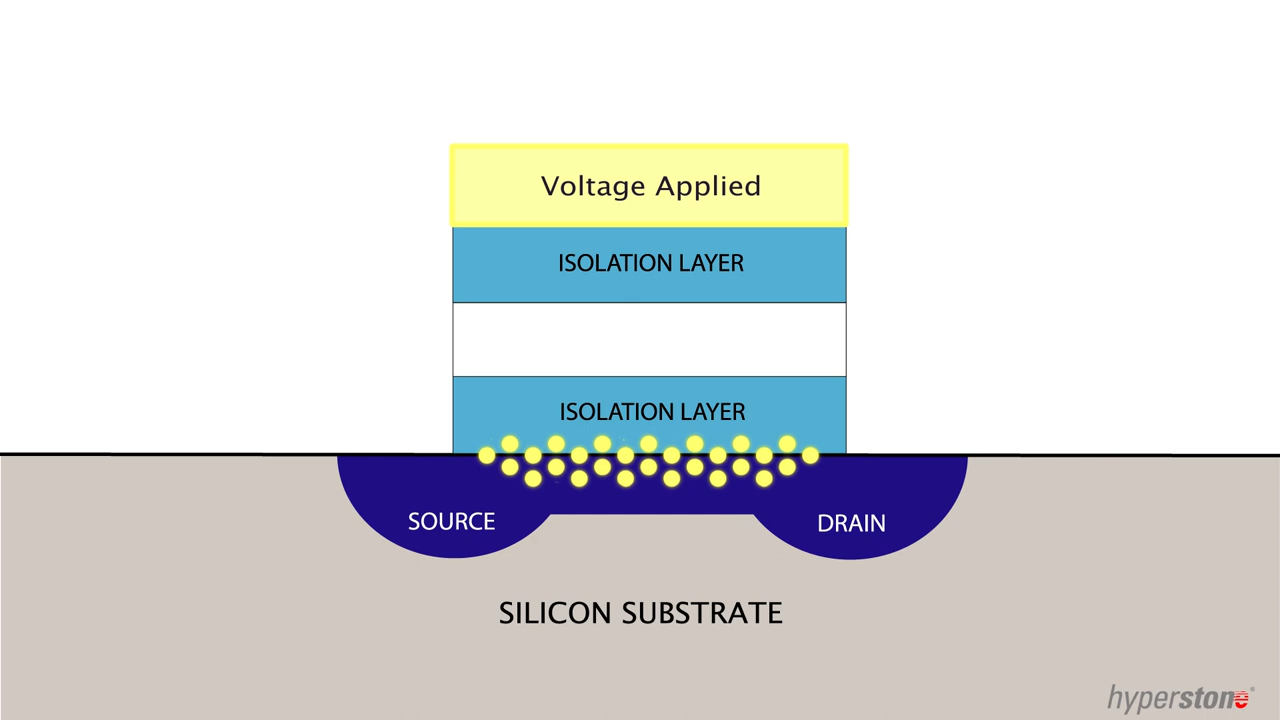 Voltage Applied
ISOLATION LAYER
ISOLATION LAYER
SOURCE
DRAIN
SILICON SUBSTRATE
hyperstone®